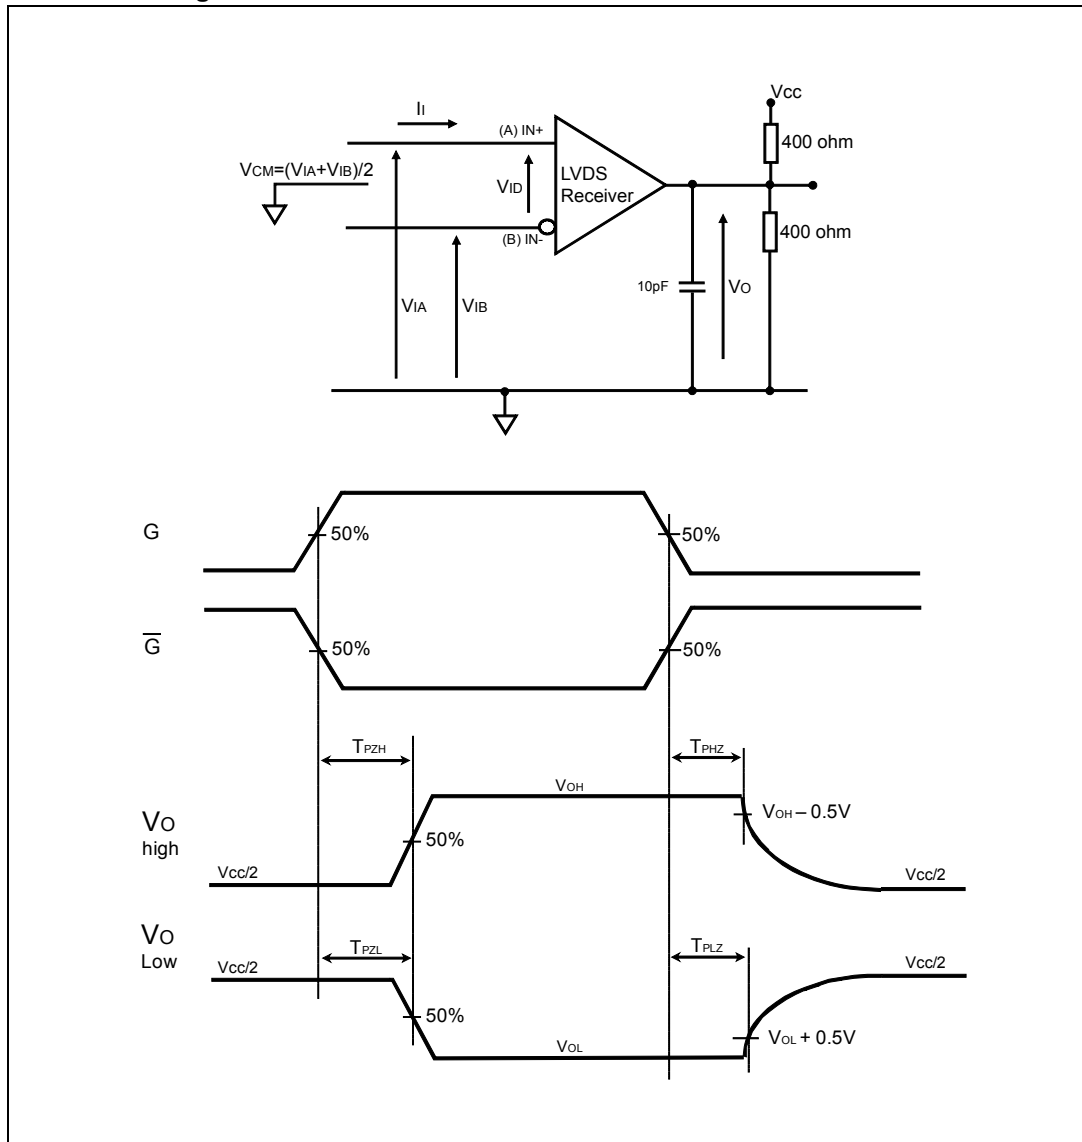 Vcc
II
(A) IN+
400 ohm
VCM=(VIA+VIB)/2
VID
LVDS
Receiver
(B) IN-
400 ohm
10pF
VO
VIA
VIB
G
50%
50%
G
50%
50%
TPZH
TPHZ
VOH
VOH – 0.5V
VO
high
50%
Vcc/2
Vcc/2
VO
Low
TPZL
TPLZ
Vcc/2
Vcc/2
50%
VOL + 0.5V
VOL